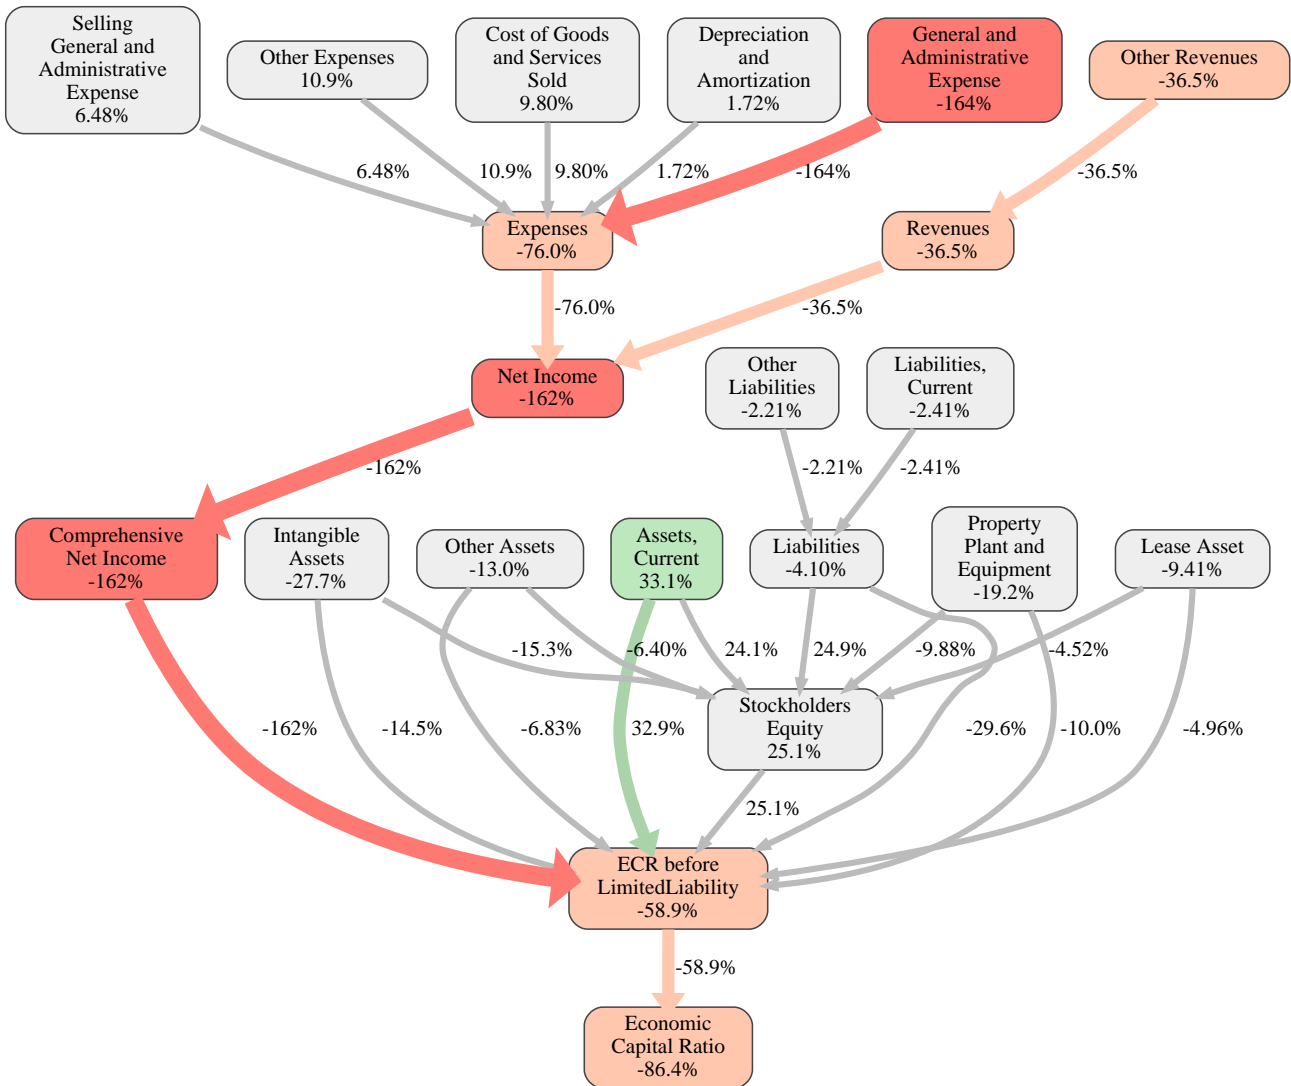 Selling
General and
Administrative
Expense
6.48%
Other Expenses
10.9%
Cost of Goods
and Services
Sold
9.80%
Depreciation
and
Amortization
1.72%
General and
Administrative
Expense
-164%
Other Revenues
-36.5%
6.48%
10.9%
9.80%
1.72%
-164%
-36.5%
Expenses
-76.0%
Revenues
-36.5%
-76.0%
-36.5%
Net Income
-162%
Other
Liabilities
-2.21%
Liabilities,
Current
-2.41%
-162%
-2.21%
-2.41%
Comprehensive
Net Income
-162%
Intangible
Assets
-27.7%
Other Assets
-13.0%
Assets,
Current
33.1%
Liabilities
-4.10%
Property
Plant and
Equipment
-19.2%
Lease Asset
-9.41%
-15.3%
-6.40%
24.1%
24.9%
-9.88%
-4.52%
Stockholders
Equity
25.1%
-162%
-14.5%
-6.83%
32.9%
-29.6%
-10.0%
-4.96%
25.1%
ECR before
LimitedLiability
-58.9%
-58.9%
Economic
Capital Ratio
-86.4%